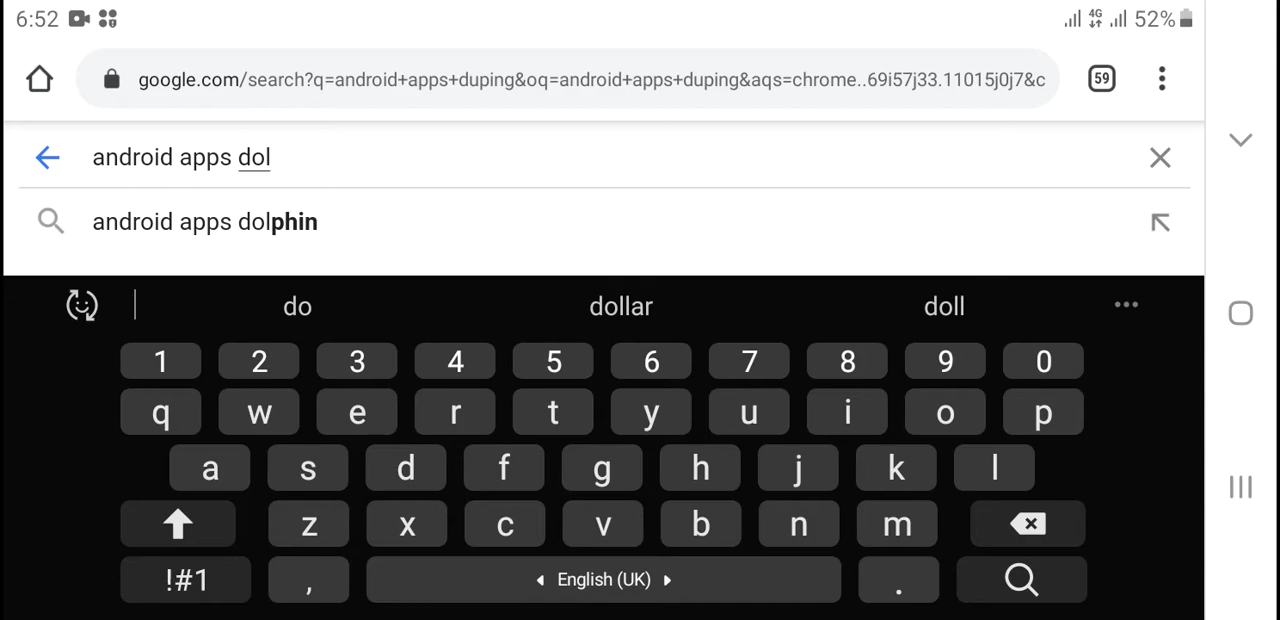 6:52 4G 52%
google.com/search?q=android+apps+duping&oq=android+apps+duping&aqs=chrome..69i57j33.11015j0j7&c 59
android apps dol
android apps dolphin
do dollar doll
1 2 3 4 5 6 7 8 9 0
q w e r t y u i o p
a s d f g h j k l
z x c v b n m
!#1 , English (UK) .